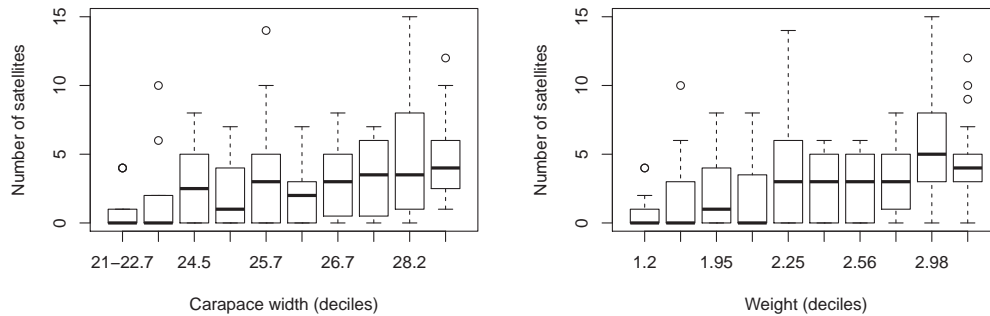 Number of satellites
15
10
5
0
21−22.7 24.5 25.7 26.7 28.2
Carapace width (deciles)
Number of satellites
15
10
5
0
1.2 1.95 2.25 2.56 2.98
Weight (deciles)